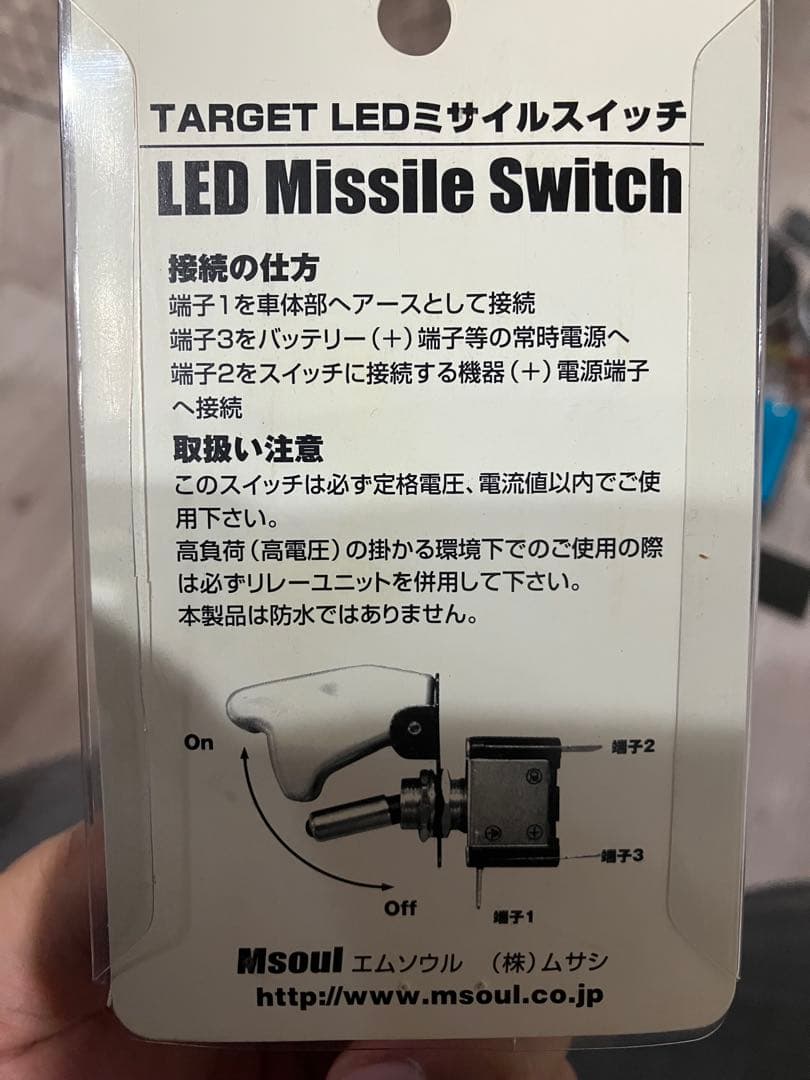 TARGET LEDミサイルスイッチ
LED Missile Switch
接続の仕方
端子1を車体部へアースとして接続
端子3をバッテリー(+)端子等の常時電源へ
端子2をスイッチに接続する機器(+)電源端子
へ接続
取扱い注意
このスイッチは必ず定格電圧、電流値以内でご使
用下さい。
高負荷(高電圧)の掛かる環境下でのご使用の際
は必ずリレーユニットを併用して下さい。
本製品は防水ではありません。
On
端子2
端子3
Off
端子1
Msoul エムソウル (株)ムサシ
http://www.msoul.co.jp